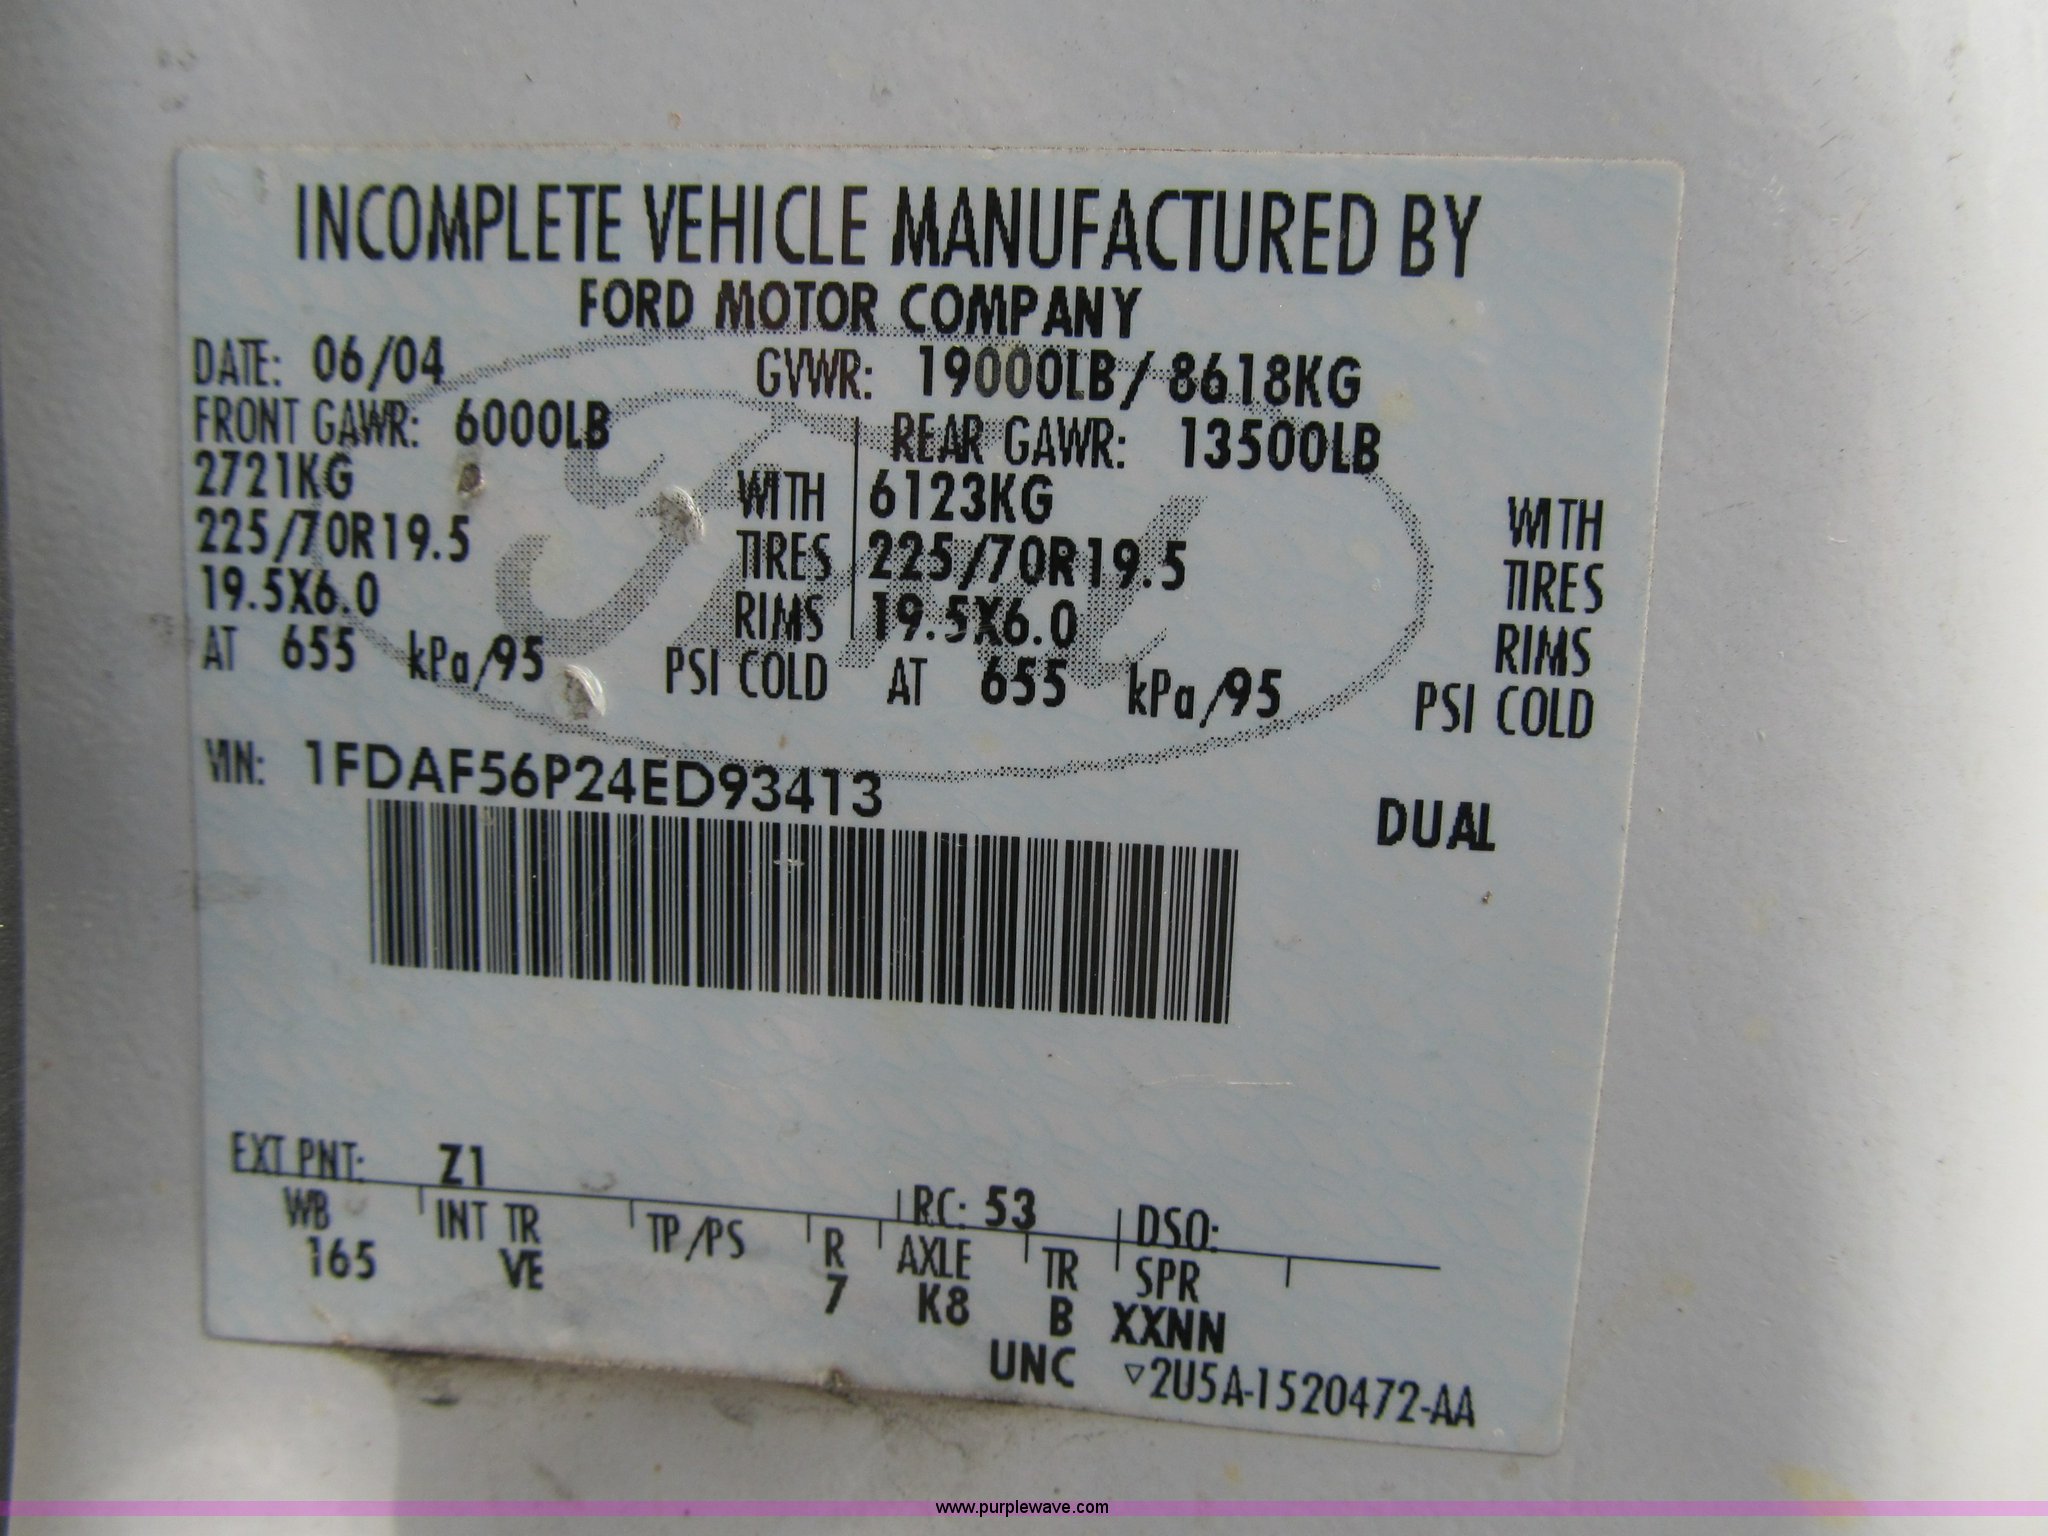 INCOMPLETE VEHICLE MANUFACTURED BY
FORD MOTOR COMPANY
DATE: 06/04 GVWR: 19000LB/8618KG
FRONT GAWR: 6000LB REAR GAWR: 13500LB
2721KG WITH 6123KG WITH
225/70R19.5 TIRES 225/70R19.5 TIRES
19.5X6.0 RIMS 19.5X6.0 RIMS
AT 655 kPa/95 PSI COLD AT 655 kPa/95 PSI COLD
VIN: 1FDAF56P24ED93413
DUAL
EXT PNT: Z1 RC: 53 DSO:
WB INT TR TP/PS R AXLE TR SPR
165 VE 7 K8 B XXNN
UNC ▽2U5A-1520472-AA
www.purplewave.com